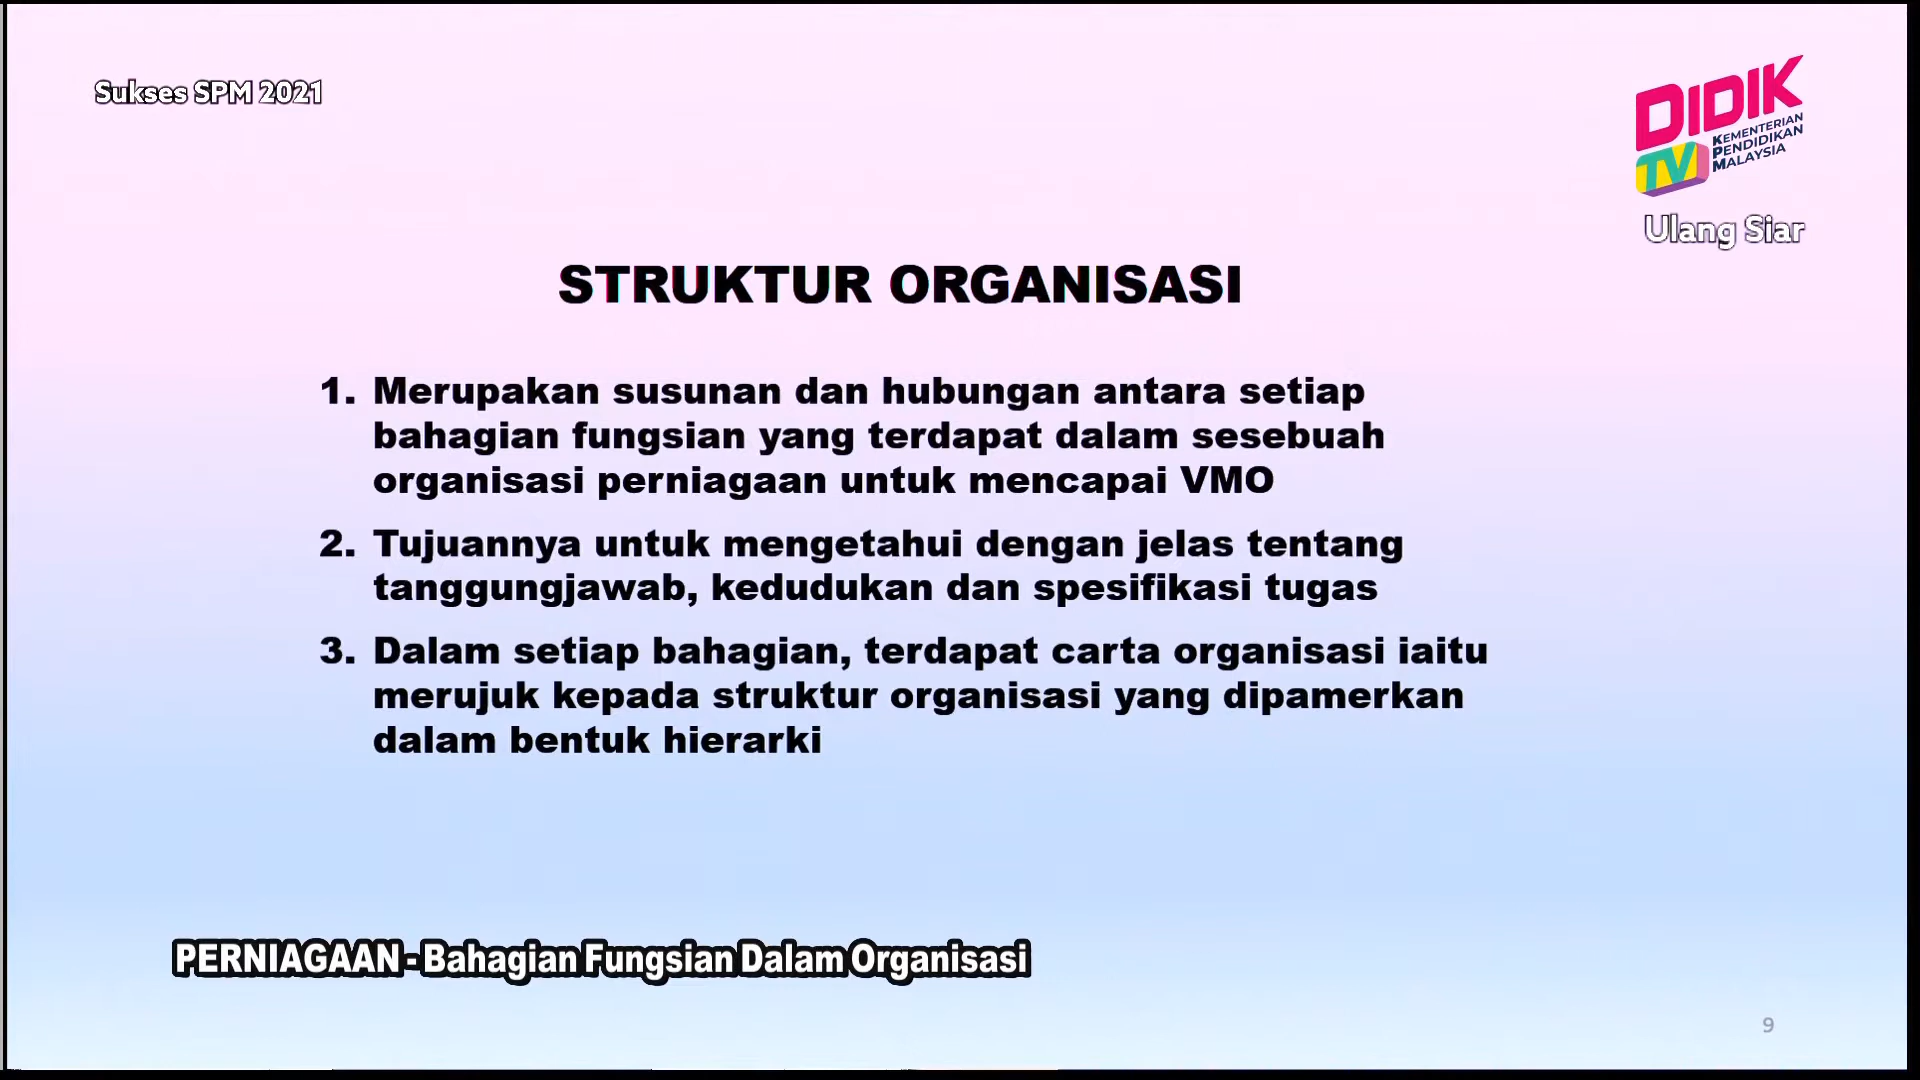 Sukses SPM 2021
DIDIK
TV
KEMENTERIAN
PENDIDIKAN
MALAYSIA
Ulang Siar
STRUKTUR ORGANISASI
1. Merupakan susunan dan hubungan antara setiap
bahagian fungsian yang terdapat dalam sesebuah
organisasi perniagaan untuk mencapai VMO
2. Tujuannya untuk mengetahui dengan jelas tentang
tanggungjawab, kedudukan dan spesifikasi tugas
3. Dalam setiap bahagian, terdapat carta organisasi iaitu
merujuk kepada struktur organisasi yang dipamerkan
dalam bentuk hierarki
PERNIAGAAN - Bahagian Fungsian Dalam Organisasi
9